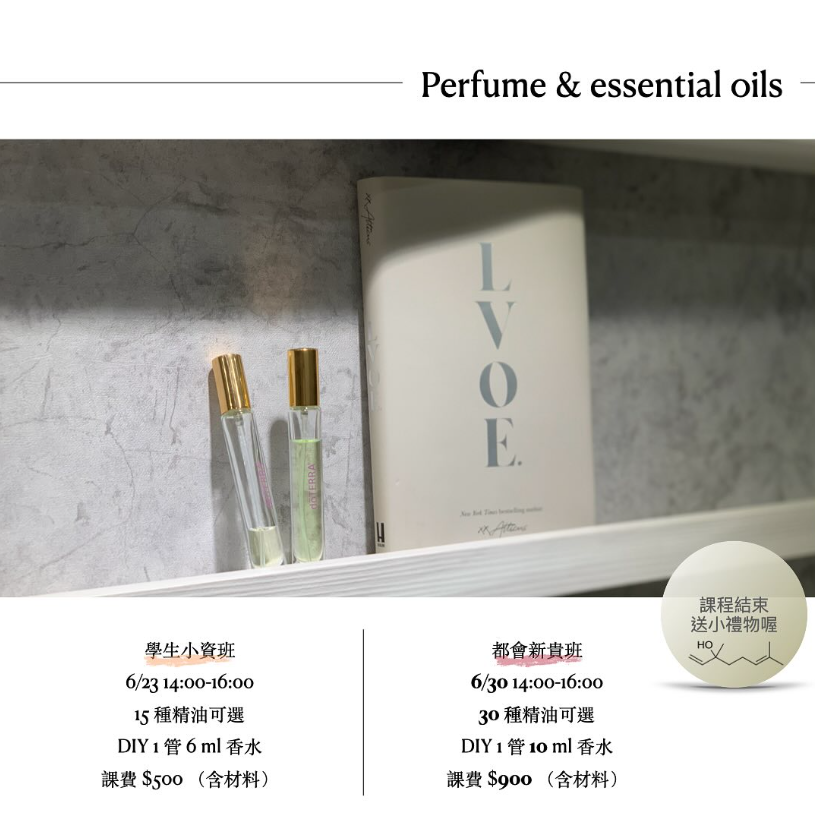 Perfume & essential oils
L
V
O
E.
New York Times bestselling author
H
課程結束
送小禮物喔
HO
學生小資班
6/23 14:00-16:00
15 種精油可選
DIY 1 管 6 ml 香水
課費 $500 （含材料）
都會新貴班
6/30 14:00-16:00
30 種精油可選
DIY 1 管 10 ml 香水
課費 $900 （含材料）